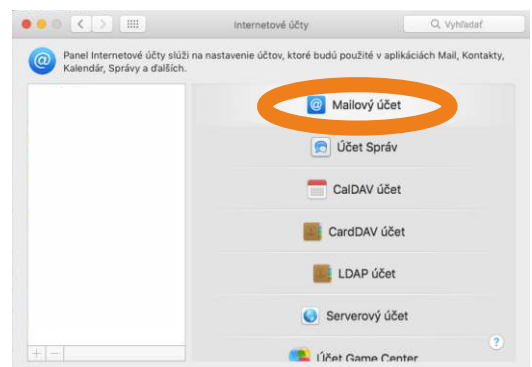 Internetové účty
Vyhľadať
Panel Internetové účty slúži na nastavenie účtov, ktoré budú použité v aplikáciách Mail, Kontakty,
Kalendár, Správy a ďalších.
Mailový účet
Účet Správ
CalDAV účet
CardDAV účet
LDAP účet
Serverový účet
Účet Game Center
+ −
?